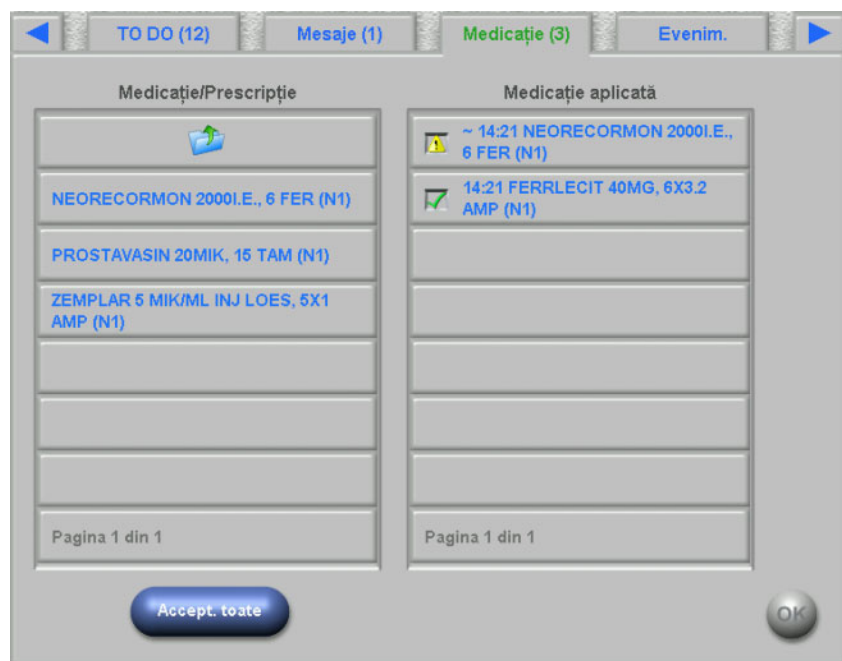 TO DO (12)
Mesaje (1)
Medicație (3)
Evenim.
Medicație/Prescripție
NEORECORMON 2000I.E., 6 FER (N1)
PROSTAVASIN 20MIK, 15 TAM (N1)
ZEMPLAR 5 MIK/ML INJ LOES, 5X1
AMP (N1)
Pagina 1 din 1
Medicație aplicată
~ 14:21 NEORECORMON 2000I.E.,
6 FER (N1)
14:21 FERRLECIT 40MG, 6X3.2
AMP (N1)
Pagina 1 din 1
Accept. toate
OK